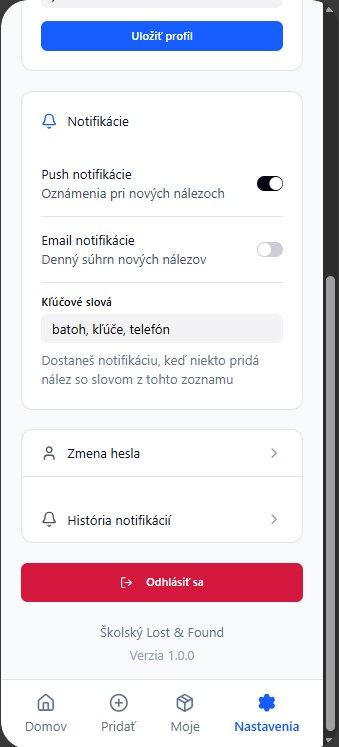 Uložiť profil
Notifikácie
Push notifikácie
Oznámenia pri nových nálezoch
Email notifikácie
Denný súhrn nových nálezov
Kľúčové slová
batoh, kľúče, telefón
Dostaneš notifikáciu, keď niekto pridá
nález so slovom z tohto zoznamu
Zmena hesla
História notifikácií
Odhlásiť sa
Školský Lost & Found
Verzia 1.0.0
Domov Pridať Moje Nastavenia